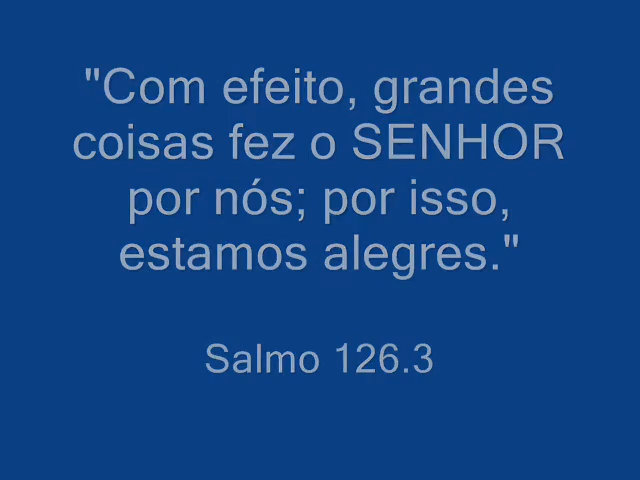 "Com efeito, grandes
coisas fez o SENHOR
por nós; por isso,
estamos alegres."
Salmo 126.3